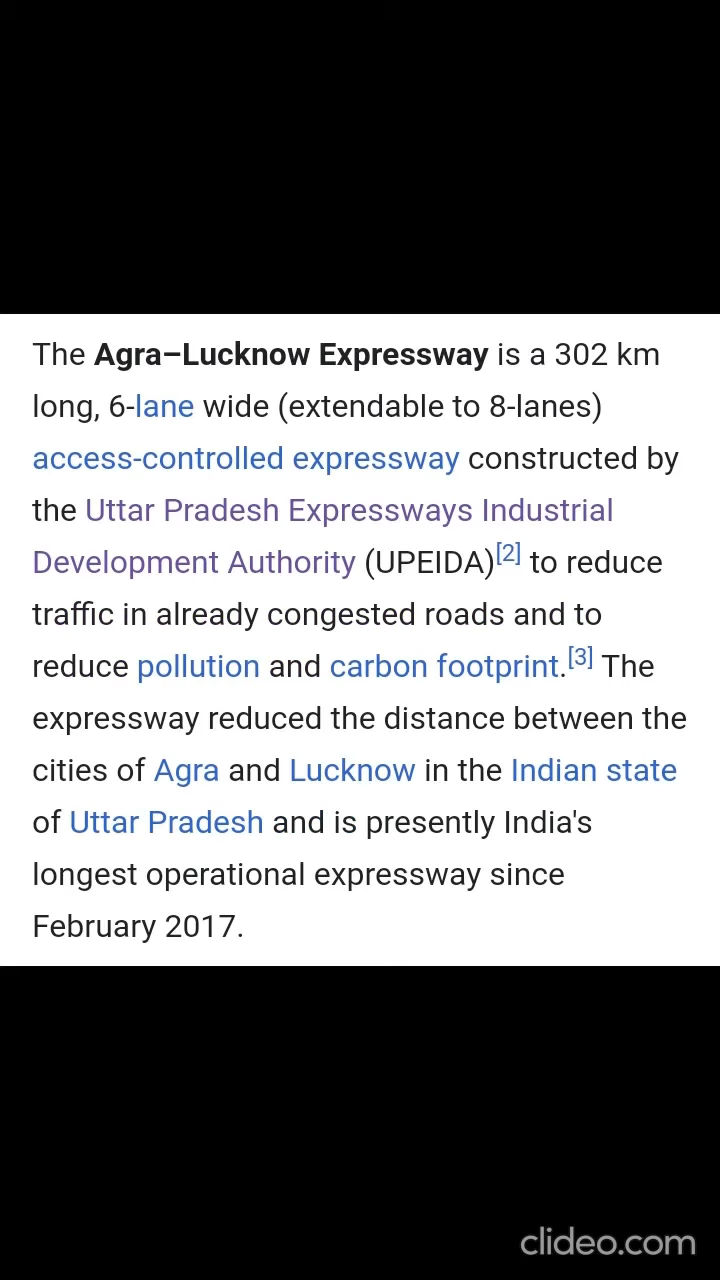 The Agra–Lucknow Expressway is a 302 km
long, 6-lane wide (extendable to 8-lanes)
access-controlled expressway constructed by
the Uttar Pradesh Expressways Industrial
Development Authority (UPEIDA)[2] to reduce
traffic in already congested roads and to
reduce pollution and carbon footprint.[3] The
expressway reduced the distance between the
cities of Agra and Lucknow in the Indian state
of Uttar Pradesh and is presently India's
longest operational expressway since
February 2017.
clideo.com